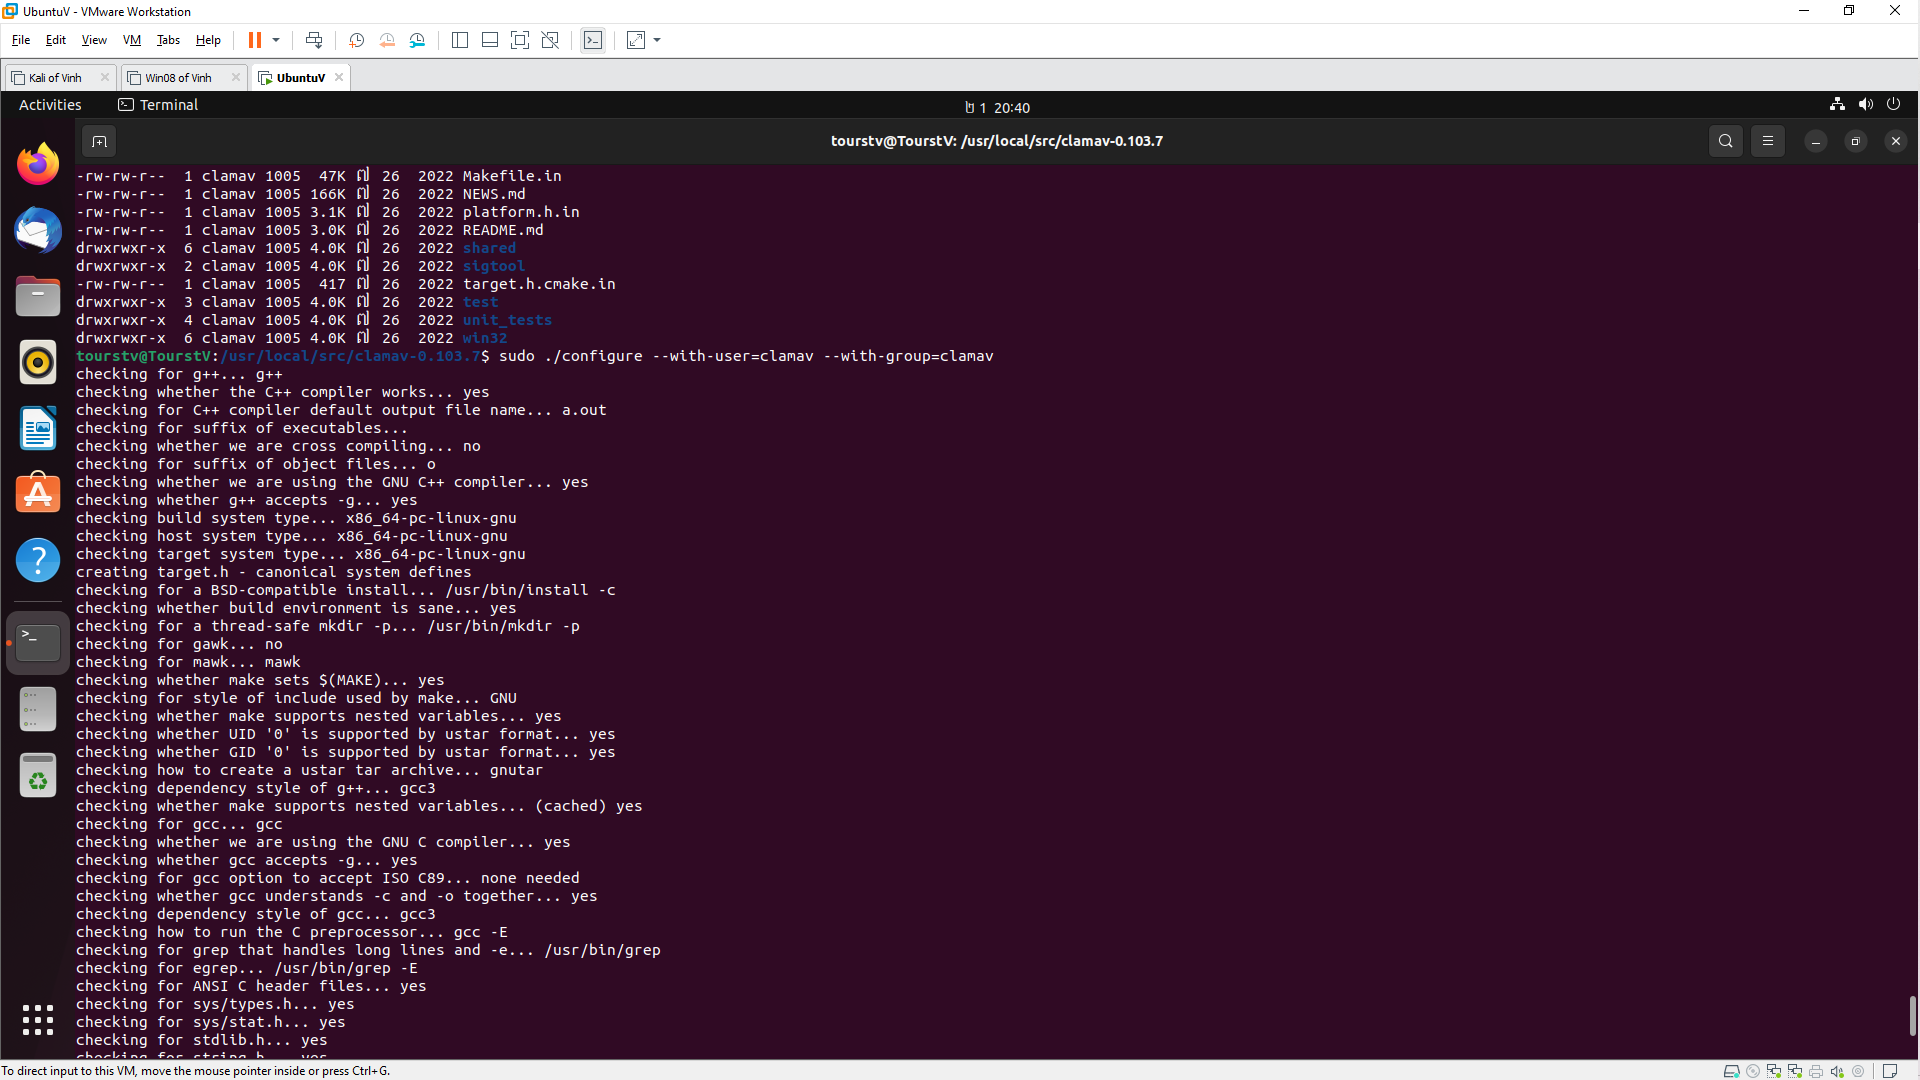 UbuntuV - VMware Workstation
File Edit View VM Tabs Help
Kali of Vinh Win08 of Vinh UbuntuV
Activities Terminal 1 20:40
tourstv@TourstV: /usr/local/src/clamav-0.103.7
-rw-rw-r-- 1 clamav 1005 47K 26 2022 Makefile.in
-rw-rw-r-- 1 clamav 1005 166K 26 2022 NEWS.md
-rw-rw-r-- 1 clamav 1005 3.1K 26 2022 platform.h.in
-rw-rw-r-- 1 clamav 1005 3.0K 26 2022 README.md
drwxrwxr-x 6 clamav 1005 4.0K 26 2022 shared
drwxrwxr-x 2 clamav 1005 4.0K 26 2022 sigtool
-rw-rw-r-- 1 clamav 1005 417 26 2022 target.h.cmake.in
drwxrwxr-x 3 clamav 1005 4.0K 26 2022 test
drwxrwxr-x 4 clamav 1005 4.0K 26 2022 unit_tests
drwxrwxr-x 6 clamav 1005 4.0K 26 2022 win32
tourstv@TourstV:/usr/local/src/clamav-0.103.7$ sudo ./configure --with-user=clamav --with-group=clamav
checking for g++... g++
checking whether the C++ compiler works... yes
checking for C++ compiler default output file name... a.out
checking for suffix of executables...
checking whether we are cross compiling... no
checking for suffix of object files... o
checking whether we are using the GNU C++ compiler... yes
checking whether g++ accepts -g... yes
checking build system type... x86_64-pc-linux-gnu
checking host system type... x86_64-pc-linux-gnu
checking target system type... x86_64-pc-linux-gnu
creating target.h - canonical system defines
checking for a BSD-compatible install... /usr/bin/install -c
checking whether build environment is sane... yes
checking for a thread-safe mkdir -p... /usr/bin/mkdir -p
checking for gawk... no
checking for mawk... mawk
checking whether make sets $(MAKE)... yes
checking for style of include used by make... GNU
checking whether make supports nested variables... yes
checking whether UID '0' is supported by ustar format... yes
checking whether GID '0' is supported by ustar format... yes
checking how to create a ustar tar archive... gnutar
checking dependency style of g++... gcc3
checking whether make supports nested variables... (cached) yes
checking for gcc... gcc
checking whether we are using the GNU C compiler... yes
checking whether gcc accepts -g... yes
checking for gcc option to accept ISO C89... none needed
checking whether gcc understands -c and -o together... yes
checking dependency style of gcc... gcc3
checking how to run the C preprocessor... gcc -E
checking for grep that handles long lines and -e... /usr/bin/grep
checking for egrep... /usr/bin/grep -E
checking for ANSI C header files... yes
checking for sys/types.h... yes
checking for sys/stat.h... yes
checking for stdlib.h... yes
checking for string.h... yes
To direct input to this VM, move the mouse pointer inside or press Ctrl+G.